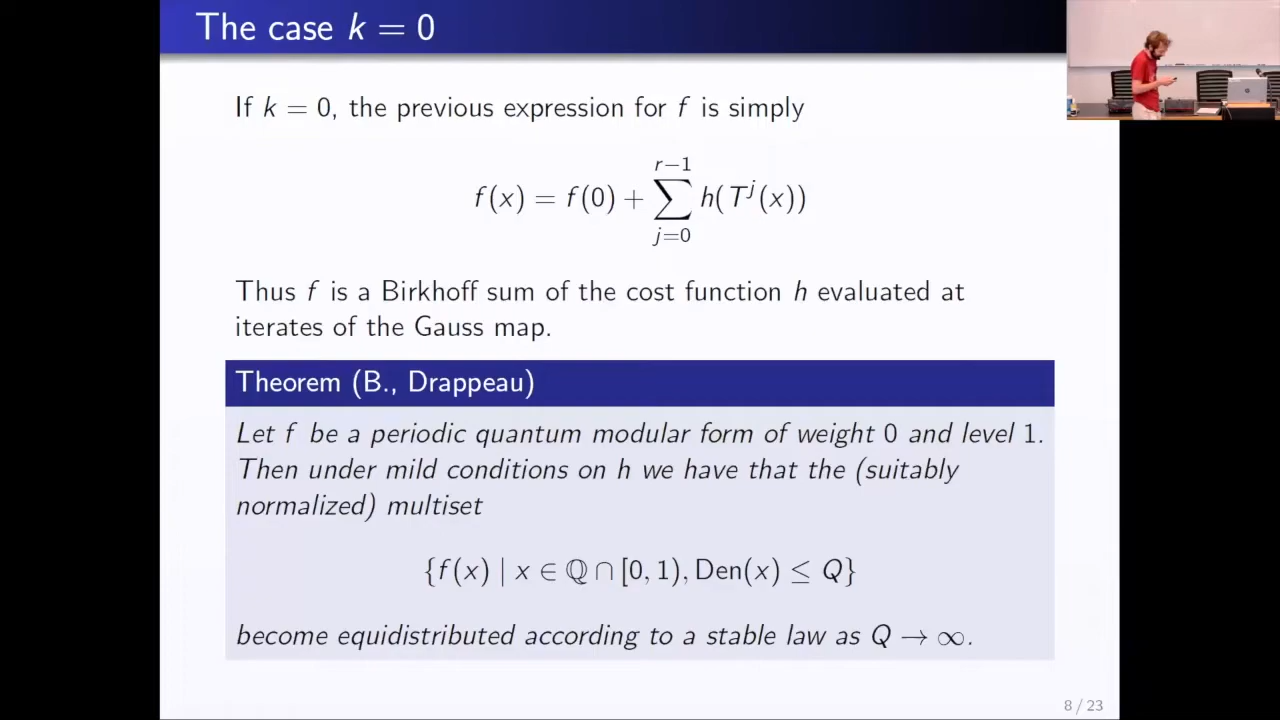 The case k = 0
If k = 0, the previous expression for f is simply
f(x) = f(0) + \sum_{j=0}^{r−1} h(T^j(x))
Thus f is a Birkhoff sum of the cost function h evaluated at
iterates of the Gauss map.
Theorem (B., Drappeau)
Let f be a periodic quantum modular form of weight 0 and level 1.
Then under mild conditions on h we have that the (suitably
normalized) multiset
{f(x) | x ∈ ℚ ∩ [0, 1), Den(x) ≤ Q}
become equidistributed according to a stable law as Q → ∞.
8 / 23